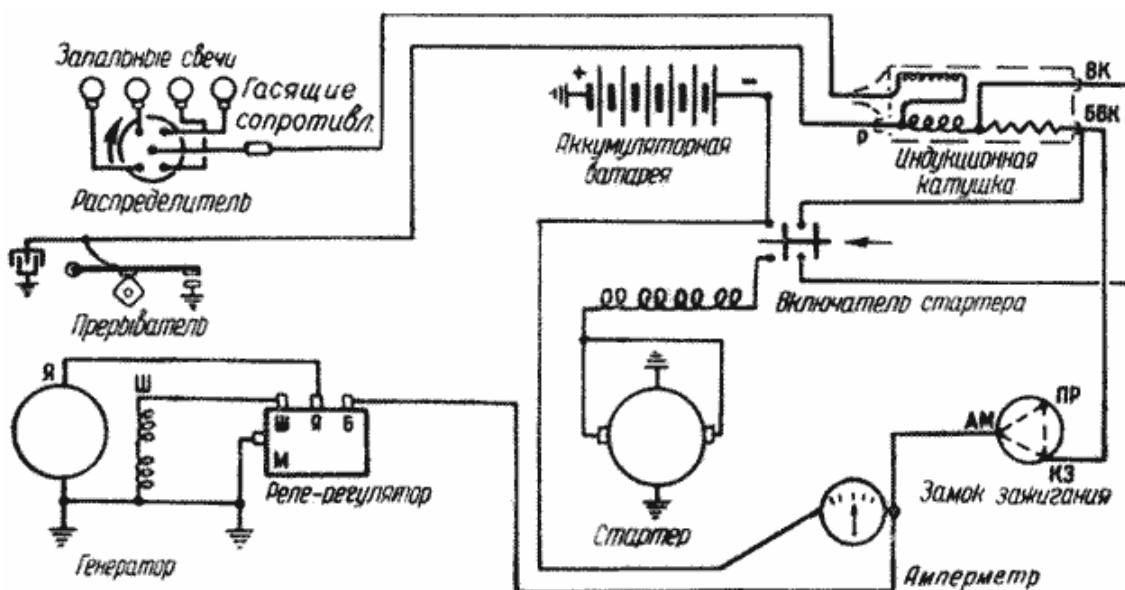 Запальные свечи
Гасящие
сопротивл.
Распределитель
Прерыватель
+
-
Аккумуляторная
батарея
ВК
БВК
Р
Индукционная
катушка
Включатель стартера
Я
Ш
Ш Я Б
М
Реле-регулятор
Генератор
Стартер
АМ
ПР
КЗ
Замок зажигания
Амперметр